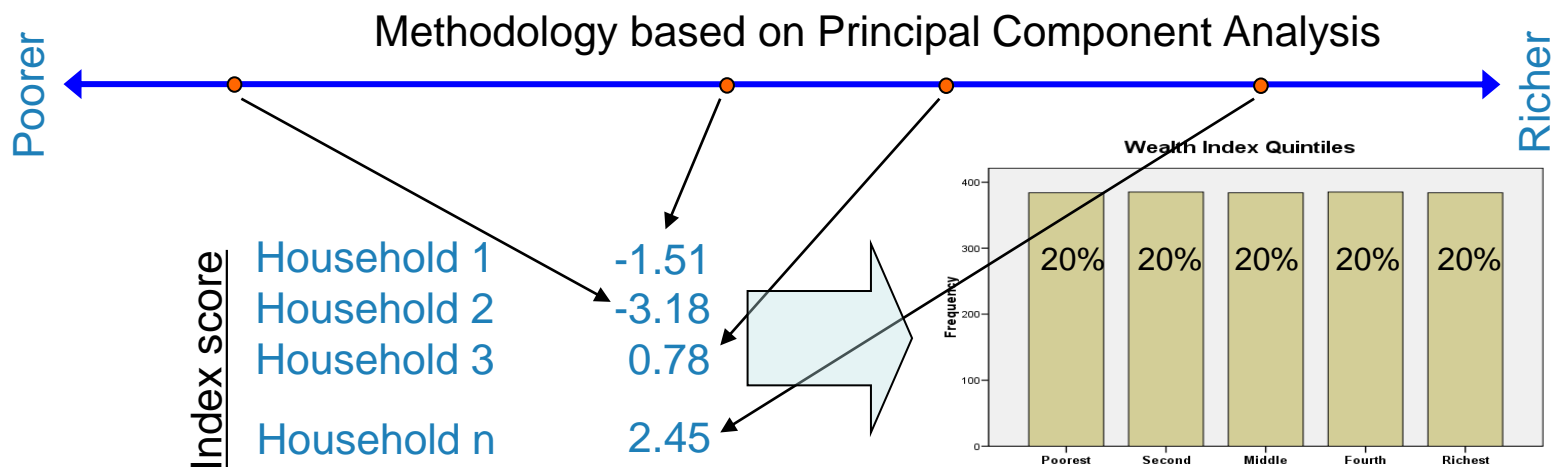 Methodology based on Principal Component Analysis
Poorer
Richer
Index score
Household 1 -1.51
Household 2 -3.18
Household 3 0.78
Household n 2.45
Wealth Index Quintiles
Frequency
400
300
200
100
0
20% 20% 20% 20% 20%
Poorest Second Middle Fourth Richest